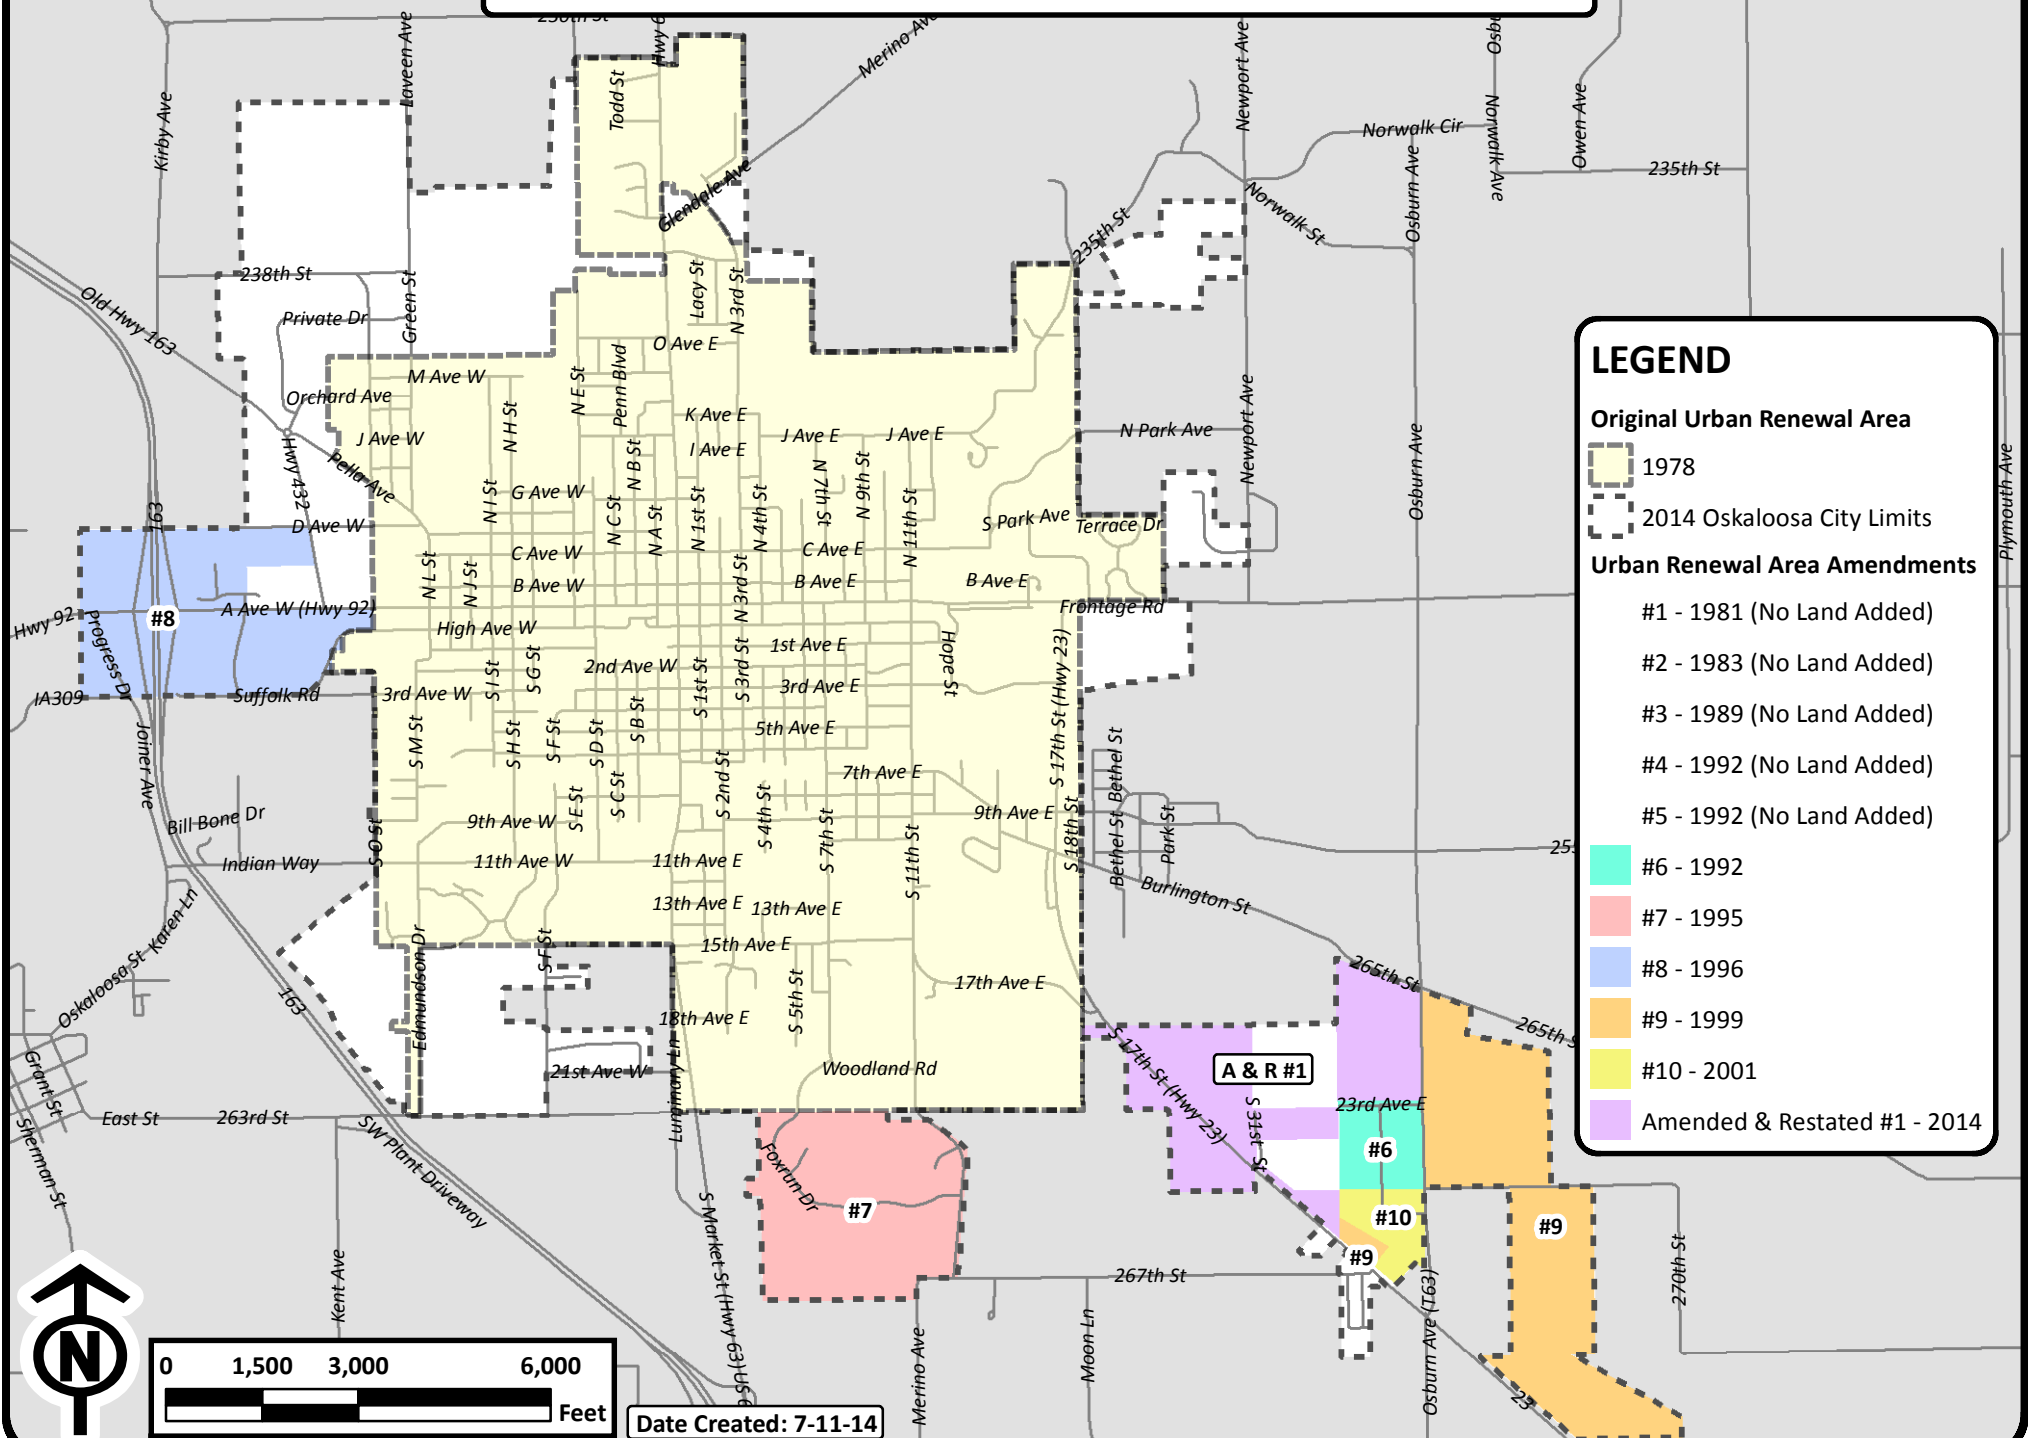 230th St
Hwy 6
Merino Ave
Laveen Ave
Kirby Ave
Todd St
Newport Ave
Osb
Norwalk Ave
Owen Ave
Norwalk Cir
235th St
Osburn Ave
Norwalk St
235th St
Glendale Ave
238th St
Old Hwy 163
Private Dr
Green St
Lacy St
N 3rd St
O Ave E
M Ave W
Orchard Ave
J Ave W
Pella Ave
Hwy 432
N H St
N E St
Penn Blvd
K Ave E
I Ave E
J Ave E
J Ave E
N Park Ave
Newport Ave
Osburn Ave
Plymouth Ave
N B St
N I St
G Ave W
N C St
N A St
N 1st St
N 4th St
N 7th St
N 9th St
N 11th St
S Park Ave
Terrace Dr
163
D Ave W
C Ave W
C Ave E
N L St
N J St
B Ave W
N 3rd St
B Ave E
B Ave E
Frontage Rd
#8
A Ave W (Hwy 92)
Hwy 92
Progress Dr
High Ave W
1st Ave E
Hope St
2nd Ave W
S I St
S G St
S 1st St
S 3rd St
3rd Ave W
3rd Ave E
IA309
Suffolk Rd
S 17th St (Hwy 23)
S M St
S H St
S F St
S D St
S B St
5th Ave E
Joiner Ave
7th Ave E
S 2nd St
S C St
S E St
S 4th St
S 7th St
Bethel St
Bethel St
Park St
Bill Bone Dr
9th Ave W
9th Ave E
S O St
S 18th St
Indian Way
11th Ave W
11th Ave E
S 11th St
Burlington St
Karen Ln
13th Ave E
13th Ave E
Oskaloosa St
Edmundson Dr
S F St
15th Ave E
17th Ave E
S 5th St
18th Ave E
163
265th St
265th S
Grant St
21st Ave W
Luminary Ln
Woodland Rd
S 17th St (Hwy 23)
A & R #1
S 31st St
23rd Ave E
Sherman St
East St
263rd St
SW Plant Driveway
Foxrun Dr
#7
#6
#10
#9
#9
S Market St (Hwy 63)
US 6
Kent Ave
Merino Ave
Moon Ln
267th St
Osburn Ave (T63)
270th St
23
LEGEND
Original Urban Renewal Area
1978
2014 Oskaloosa City Limits
Urban Renewal Area Amendments
#1 - 1981 (No Land Added)
#2 - 1983 (No Land Added)
#3 - 1989 (No Land Added)
#4 - 1992 (No Land Added)
#5 - 1992 (No Land Added)
#6 - 1992
#7 - 1995
#8 - 1996
#9 - 1999
#10 - 2001
Amended & Restated #1 - 2014
N
0 1,500 3,000 6,000
Feet
Date Created: 7-11-14